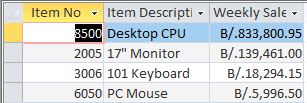 Item No Item Descripti Weekly Sale
8500 Desktop CPU B/.833,800.95
2005 17" Monitor B/.139,461.00
3006 101 Keyboard B/.18,294.15
6050 PC Mouse B/.5,996.50